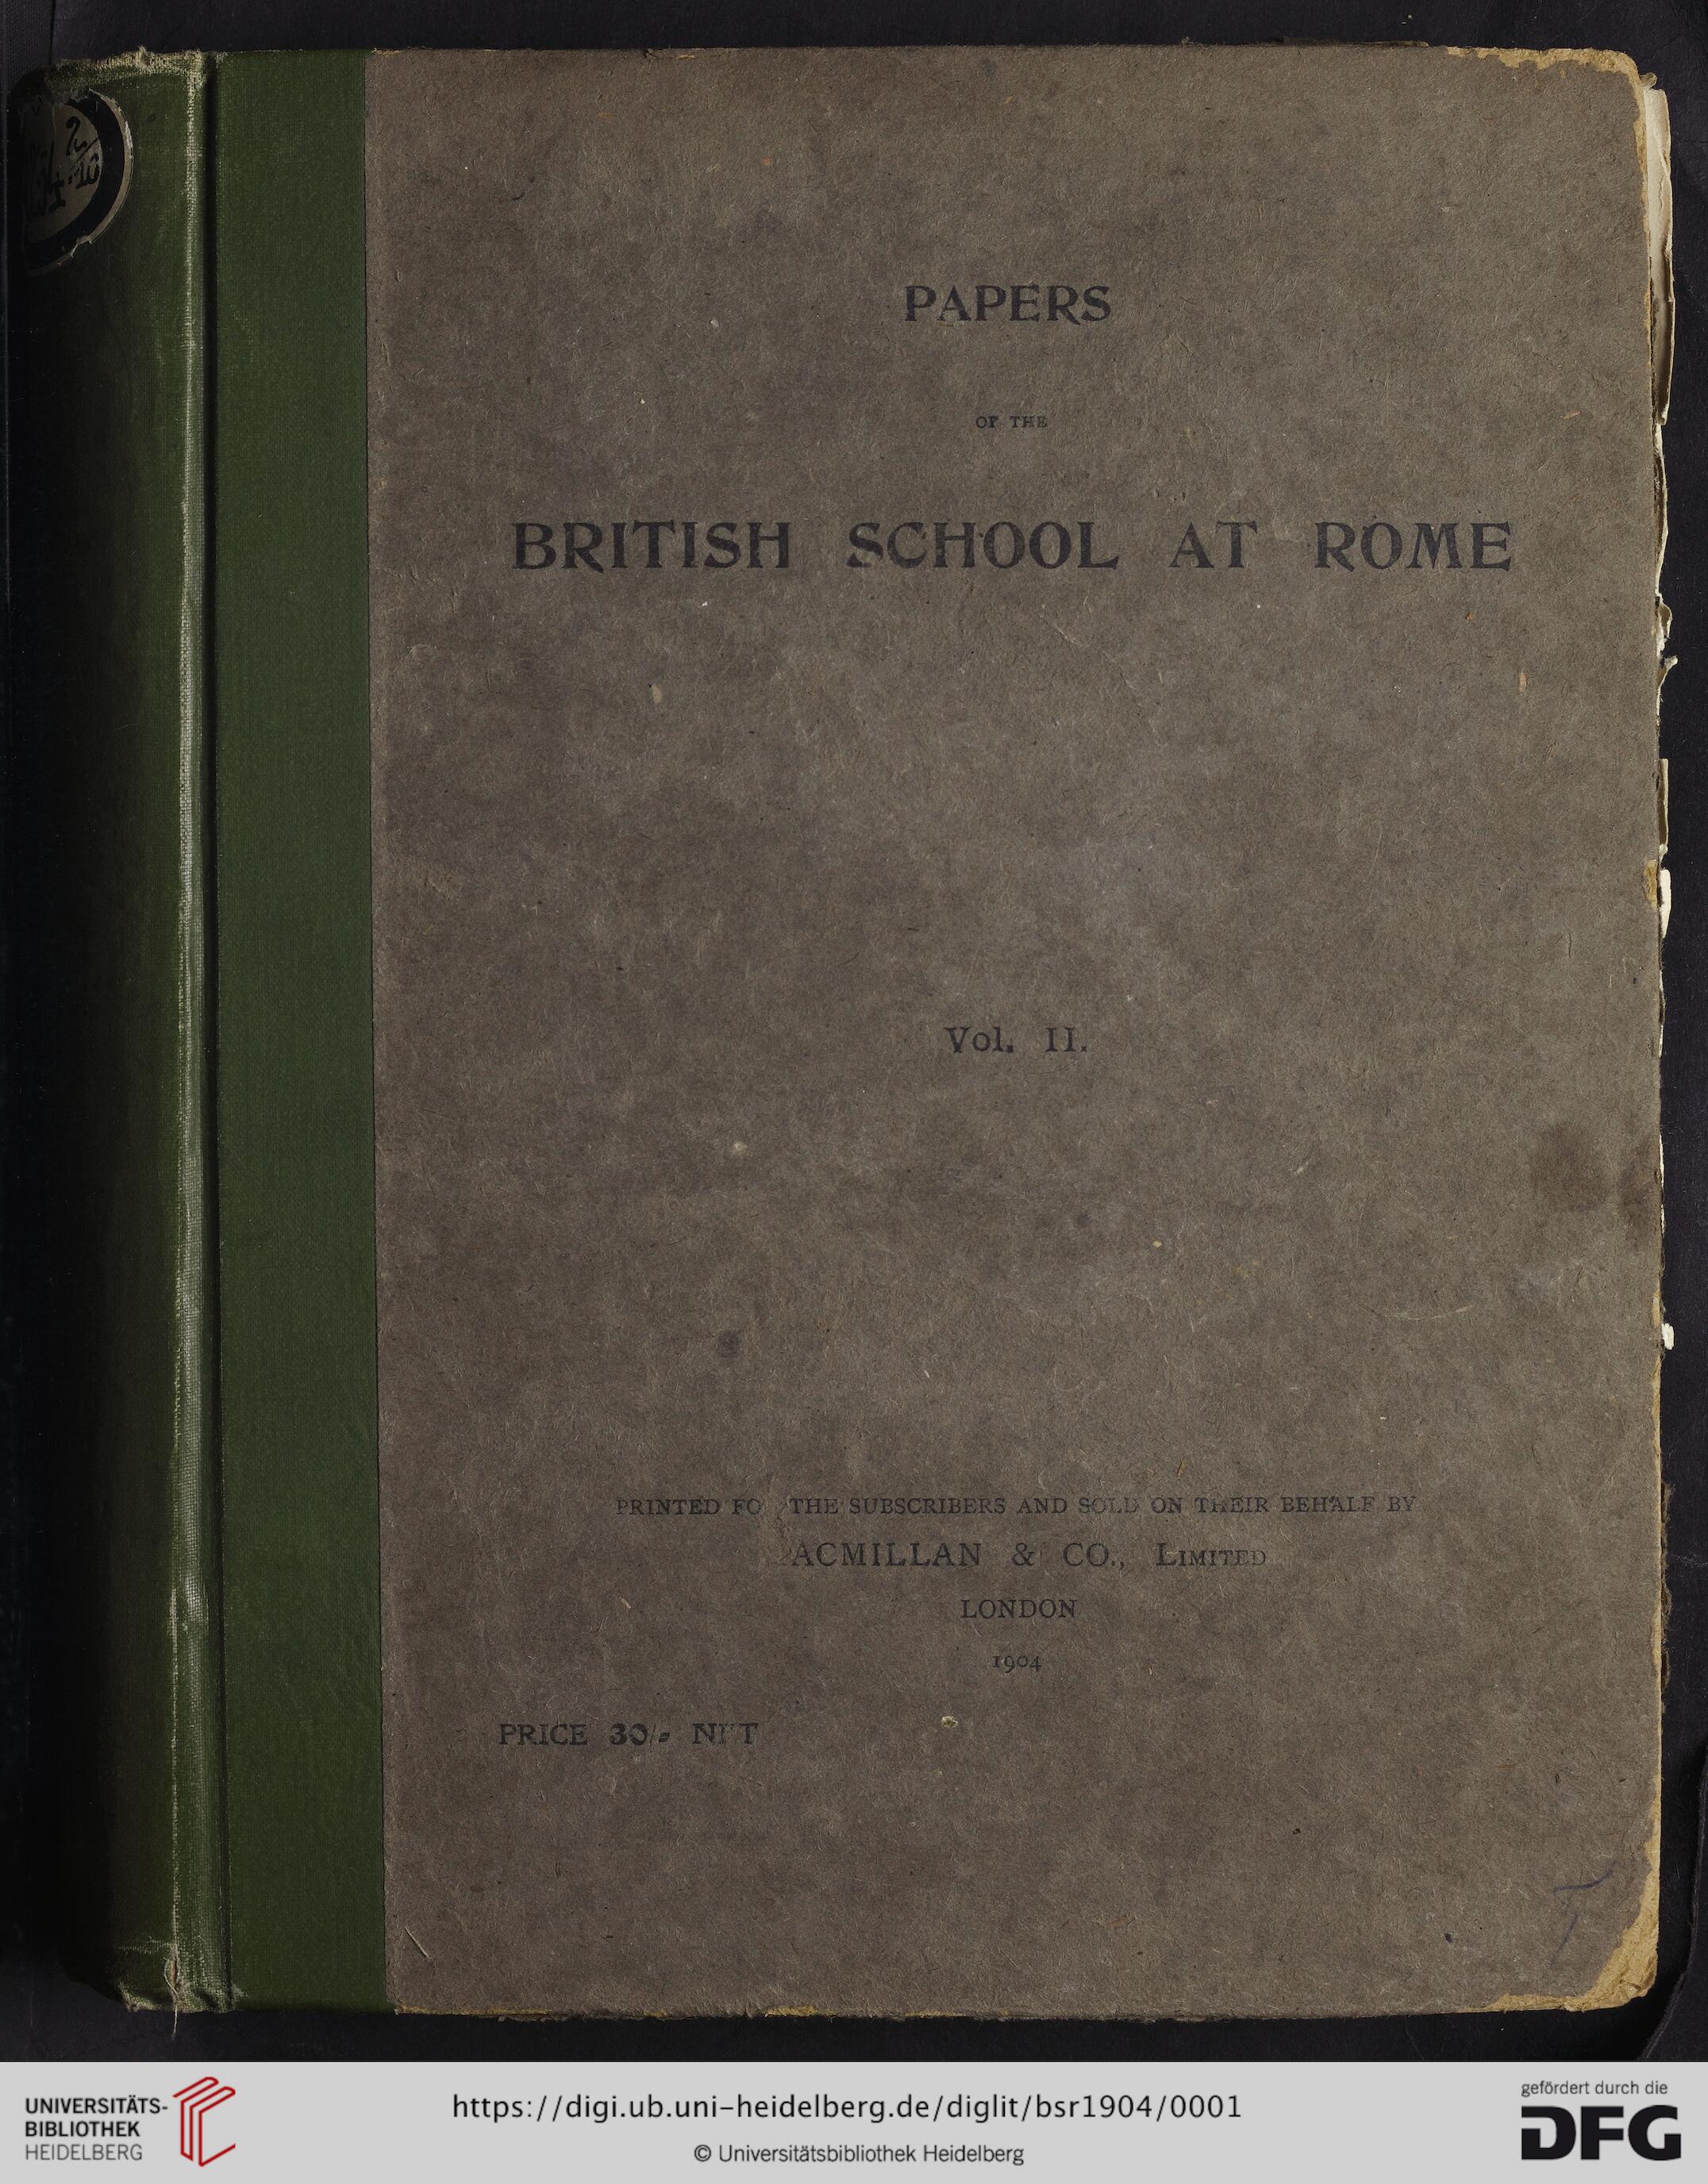 PAPERS
OF THE
BRITISH SCHOOL AT ROME
Vol. II.
PRINTED FO THE SUBSCRIBERS AND SOLD ON THEIR BEHALF BY
ACMILLAN & CO., LIMITED
LONDON
1904
PRICE 30/- NET
UNIVERSITÄTS-
BIBLIOTHEK
HEIDELBERG
https://digi.ub.uni-heidelberg.de/diglit/bsr1904/0001
© Universitätsbibliothek Heidelberg
gefördert durch die
DFG